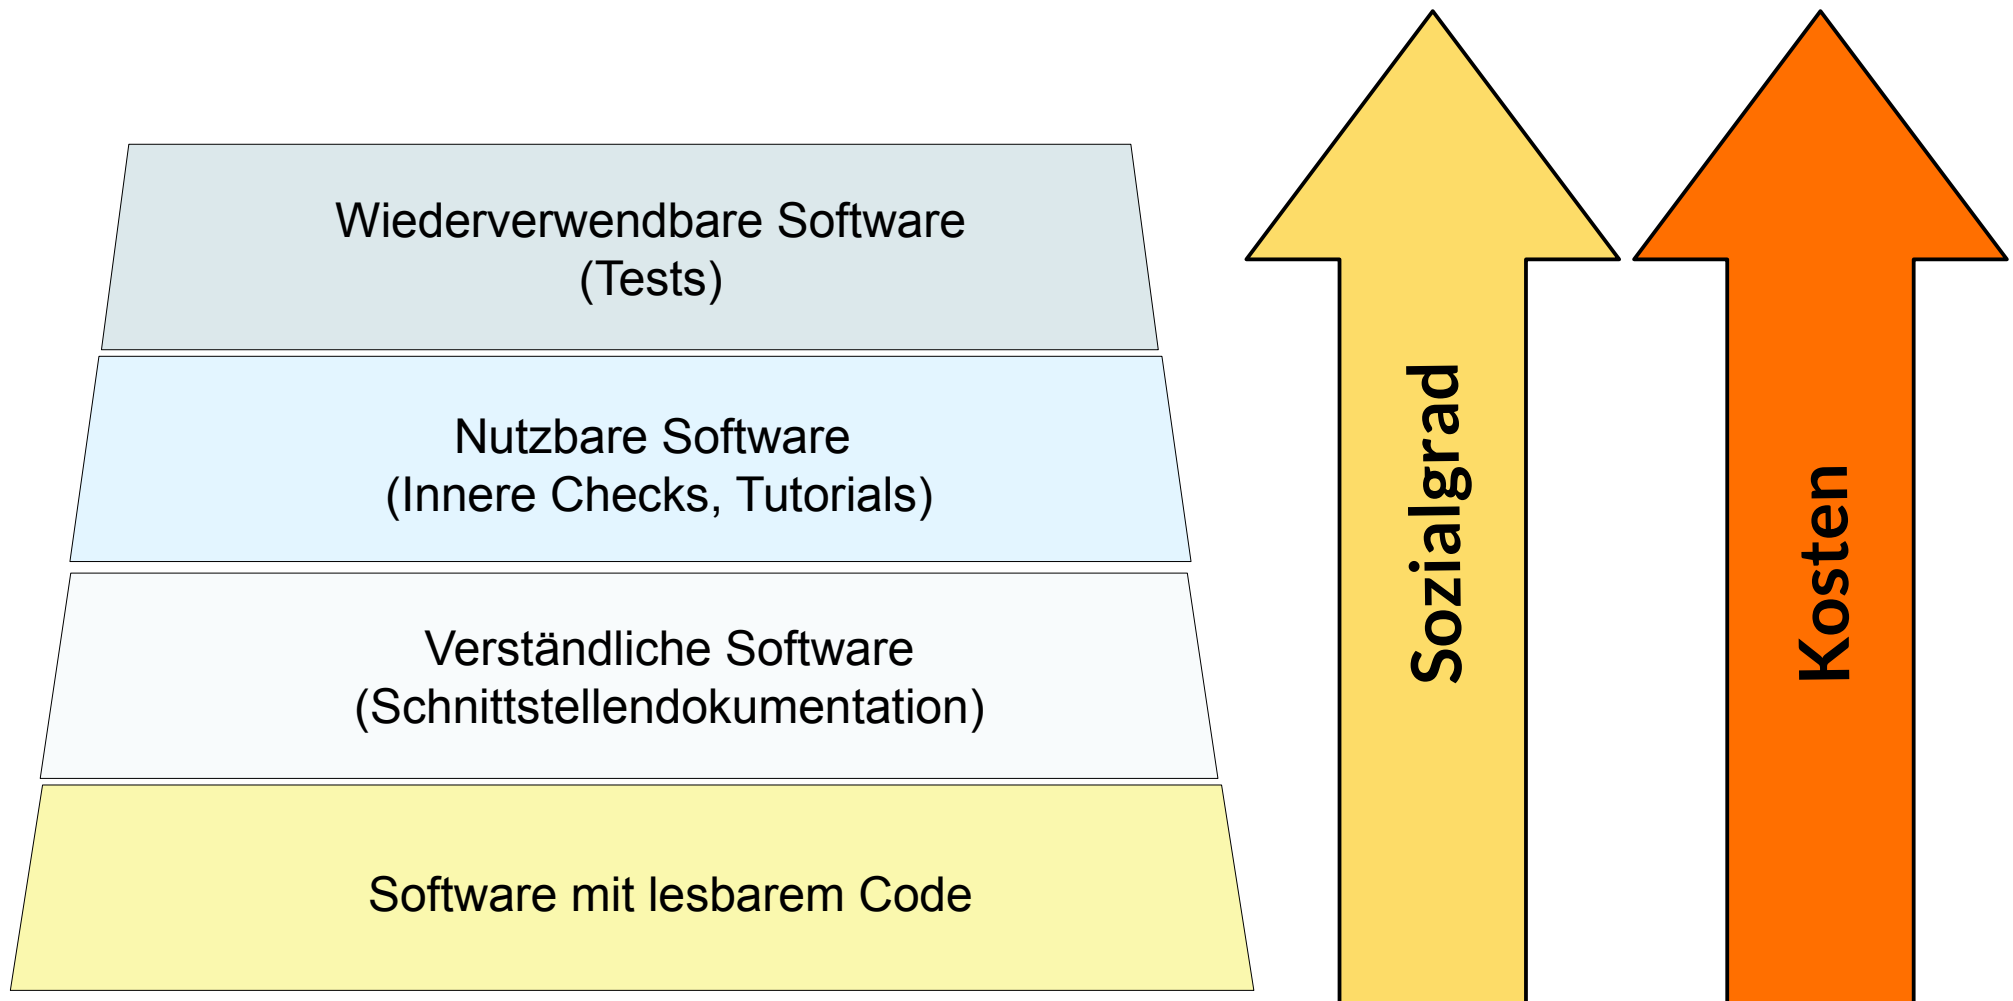 Wiederverwendbare Software
(Tests)
Nutzbare Software
(Innere Checks, Tutorials)
Verständliche Software
(Schnittstellendokumentation)
Software mit lesbarem Code
Sozialgrad
Kosten